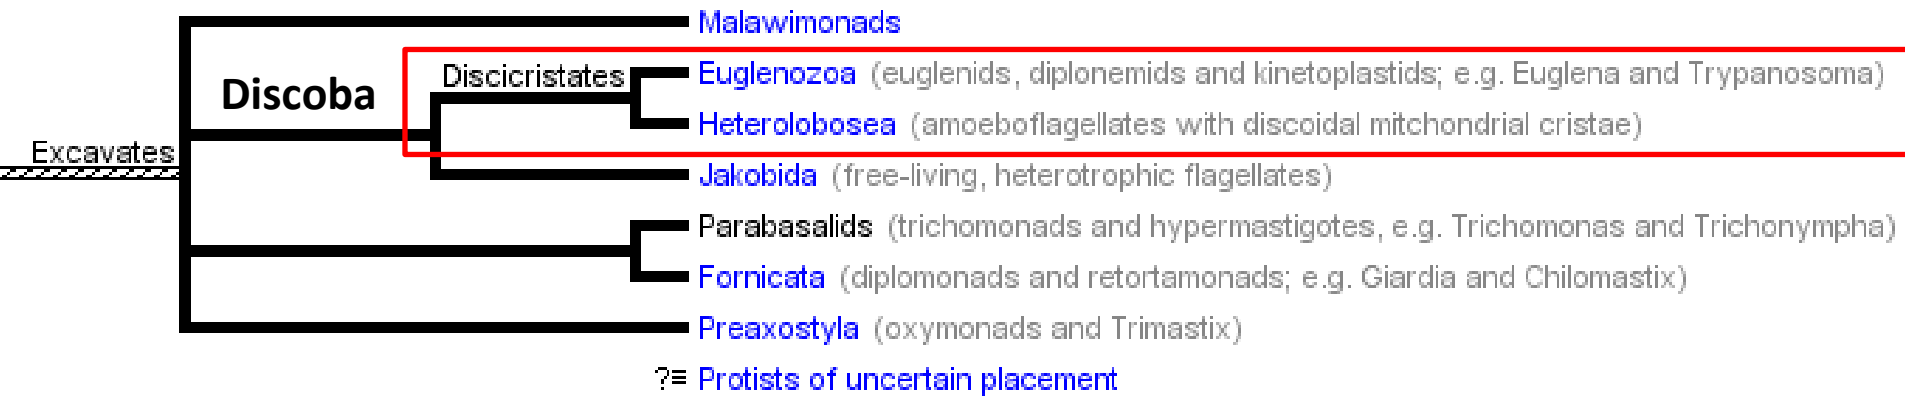 Malawimonads
Discicristates
Euglenozoa (euglenids, diplonemids and kinetoplastids; e.g. Euglena and Trypanosoma)
Discoba
Heterolobosea (amoeboflagellates with discoidal mitchondrial cristae)
Excavates
Jakobida (free-living, heterotrophic flagellates)
Parabasalids (trichomonads and hypermastigotes, e.g. Trichomonas and Trichonympha)
Fornicata (diplomonads and retortamonads; e.g. Giardia and Chilomastix)
Preaxostyla (oxymonads and Trimastix)
?≡ Protists of uncertain placement